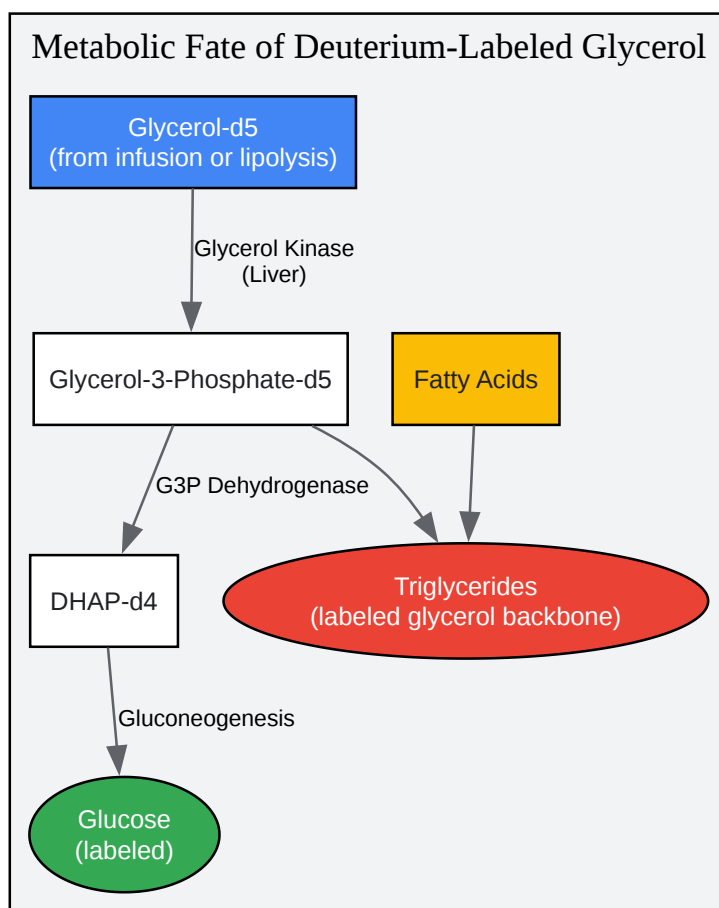 Metabolic Fate of Deuterium-Labeled Glycerol
Glycerol-d5
(from infusion or lipolysis)
Glycerol Kinase
(Liver)
Glycerol-3-Phosphate-d5
Fatty Acids
G3P Dehydrogenase
DHAP-d4
Triglycerides
(labeled glycerol backbone)
Gluconeogenesis
Glucose
(labeled)